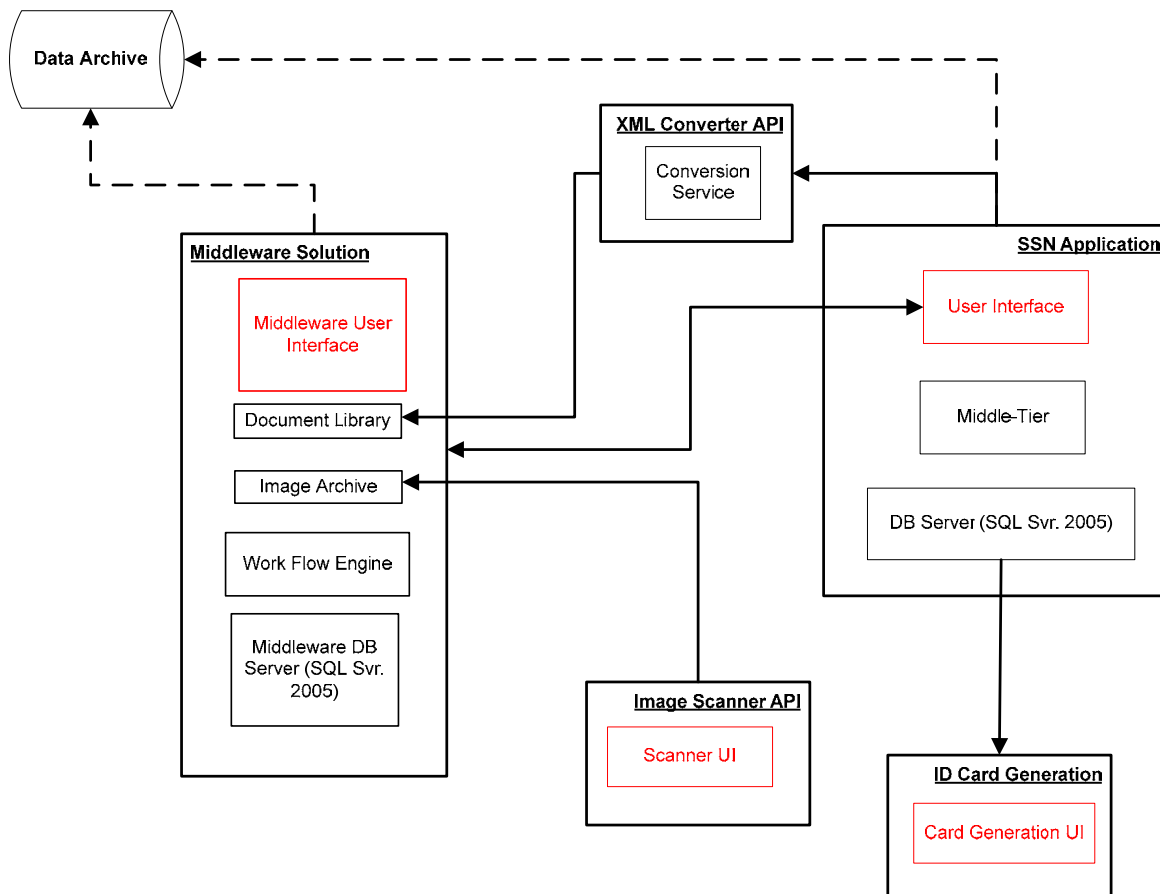 Data Archive
XML Converter API
Conversion
Service
Middleware Solution
Middleware User
Interface
Document Library
Image Archive
Work Flow Engine
Middleware DB
Server (SQL Svr.
2005)
SSN Application
User Interface
Middle-Tier
DB Server (SQL Svr. 2005)
Image Scanner API
Scanner UI
ID Card Generation
Card Generation UI